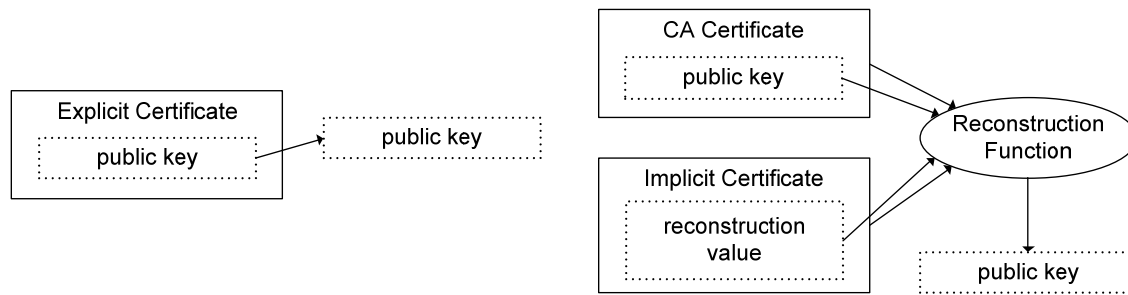 Explicit Certificate
public key
public key
CA Certificate
public key
Implicit Certificate
reconstruction
value
Reconstruction
Function
public key